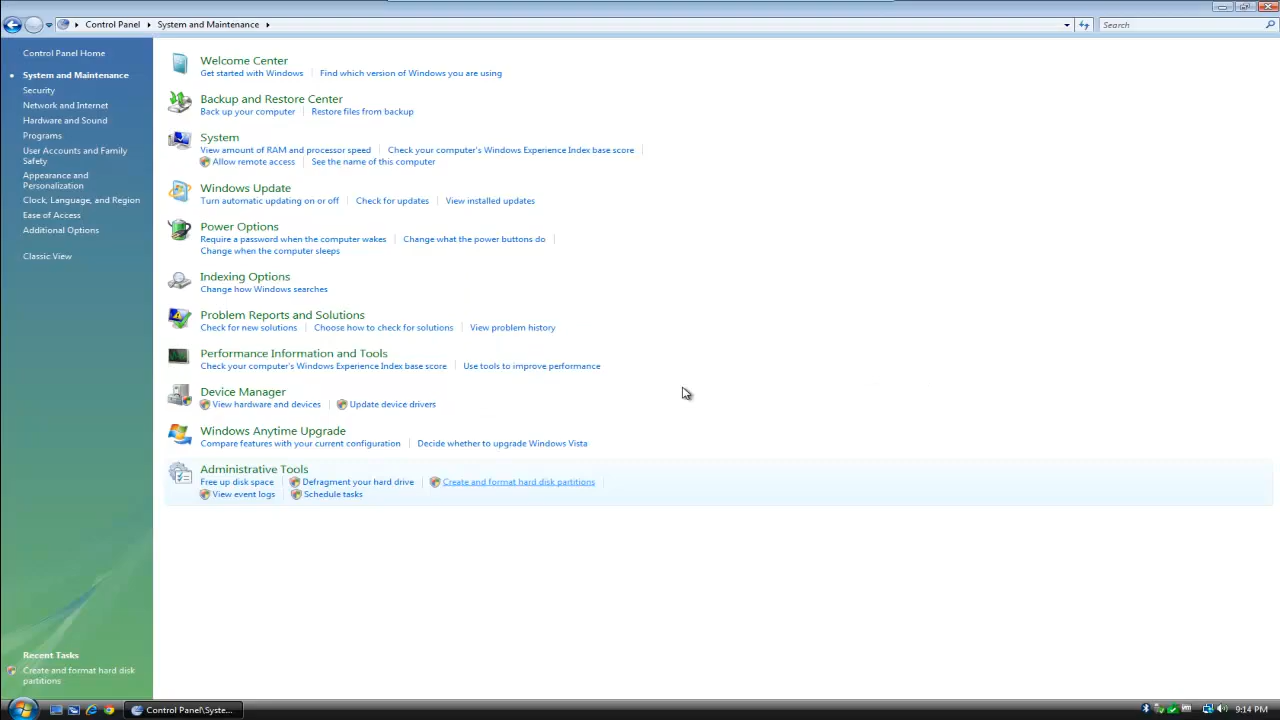 Control Panel System and Maintenance
Search
Control Panel Home
System and Maintenance
Security
Network and Internet
Hardware and Sound
Programs
User Accounts and Family
Safety
Appearance and
Personalization
Clock, Language, and Region
Ease of Access
Additional Options
Classic View
Welcome Center
Get started with Windows Find which version of Windows you are using
Backup and Restore Center
Back up your computer Restore files from backup
System
View amount of RAM and processor speed Check your computer's Windows Experience Index base score
Allow remote access See the name of this computer
Windows Update
Turn automatic updating on or off Check for updates View installed updates
Power Options
Require a password when the computer wakes Change what the power buttons do
Change when the computer sleeps
Indexing Options
Change how Windows searches
Problem Reports and Solutions
Check for new solutions Choose how to check for solutions View problem history
Performance Information and Tools
Check your computer's Windows Experience Index base score Use tools to improve performance
Device Manager
View hardware and devices Update device drivers
Windows Anytime Upgrade
Compare features with your current configuration Decide whether to upgrade Windows Vista
Administrative Tools
Free up disk space Defragment your hard drive Create and format hard disk partitions
View event logs Schedule tasks
Recent Tasks
Create and format hard disk
partitions
Control Panel\Syste...
9:14 PM